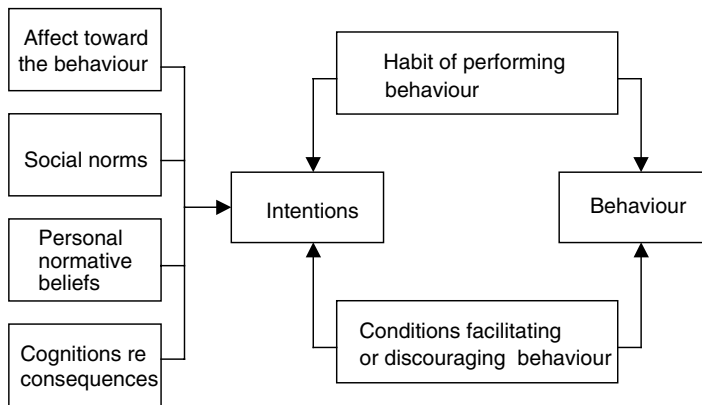 Affect toward
the behaviour
Social norms
Personal
normative
beliefs
Cognitions re
consequences
Intentions
Habit of performing
behaviour
Conditions facilitating
or discouraging behaviour
Behaviour